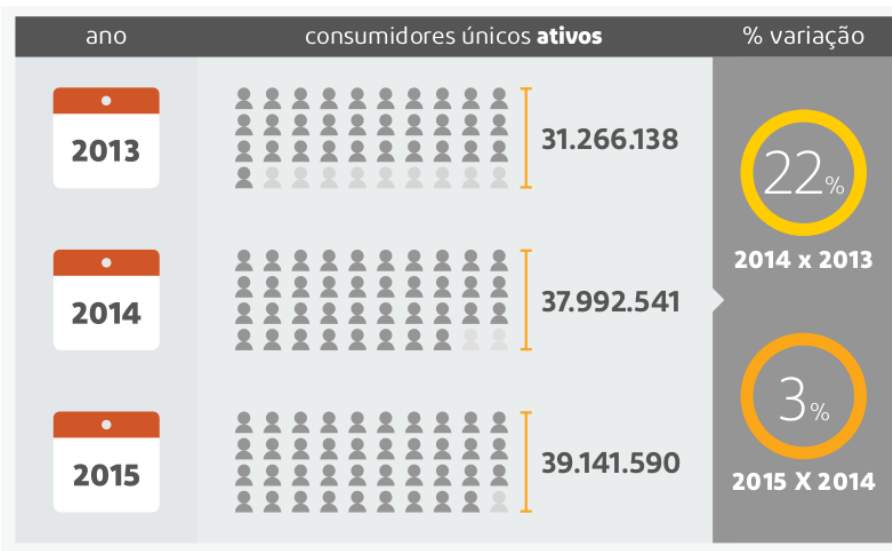 ano consumidores únicos ativos % variação
2013 31.266.138
22%
2014 x 2013
2014 37.992.541
3%
2015 X 2014
2015 39.141.590